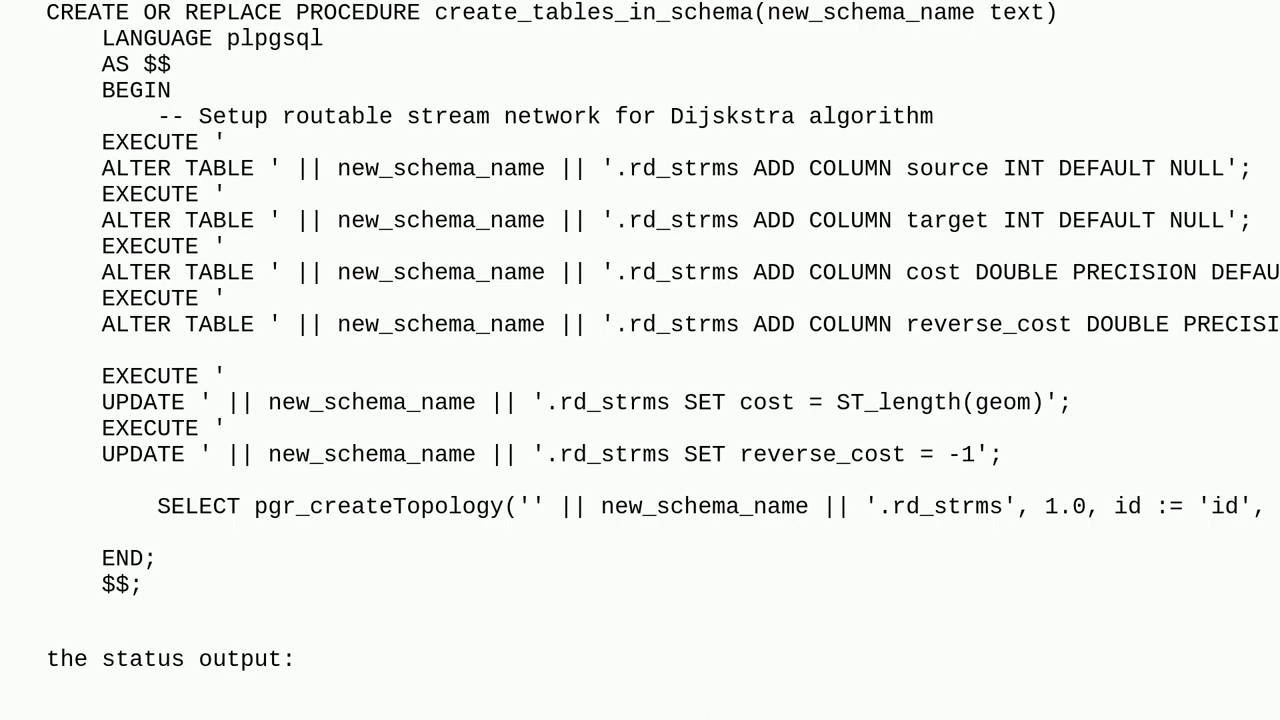 CREATE OR REPLACE PROCEDURE create_tables_in_schema(new_schema_name text)
LANGUAGE plpgsql
AS $$
BEGIN
-- Setup routable stream network for Dijskstra algorithm
EXECUTE '
ALTER TABLE ' || new_schema_name || '.rd_strms ADD COLUMN source INT DEFAULT NULL';
EXECUTE '
ALTER TABLE ' || new_schema_name || '.rd_strms ADD COLUMN target INT DEFAULT NULL';
EXECUTE '
ALTER TABLE ' || new_schema_name || '.rd_strms ADD COLUMN cost DOUBLE PRECISION DEFAU
EXECUTE '
ALTER TABLE ' || new_schema_name || '.rd_strms ADD COLUMN reverse_cost DOUBLE PRECISI
EXECUTE '
UPDATE ' || new_schema_name || '.rd_strms SET cost = ST_length(geom)';
EXECUTE '
UPDATE ' || new_schema_name || '.rd_strms SET reverse_cost = -1';
SELECT pgr_createTopology('' || new_schema_name || '.rd_strms', 1.0, id := 'id',
END;
$$;
the status output: